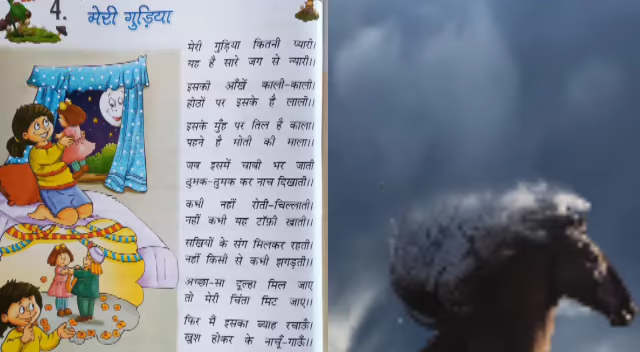 4.
मेरी गुड़िया
मेरी गुड़िया कितनी प्यारी।
यह है सारे जग से न्यारी।।
इसकी आँखें काली-काली।
होठों पर इसके है लाली।।
इसके मुँह पर तिल है काला।
पहने है मोती की माला।।
जब इसमें चाबी भर जाती
ठुमक-ठुमक कर नाच दिखाती।।
कभी नहीं रोती-चिल्लाती।
नहीं कभी यह टॉफ़ी खाती।।
सखियों के संग मिलकर रहती।
नहीं किसी से कभी झगड़ती।।
अच्छा-सा दूल्हा मिल जाए
तो मेरी चिंता मिट जाए।।
फिर मैं इसका ब्याह रचाऊँ।
खुश होकर के नाचूँ-गाऊँ।।